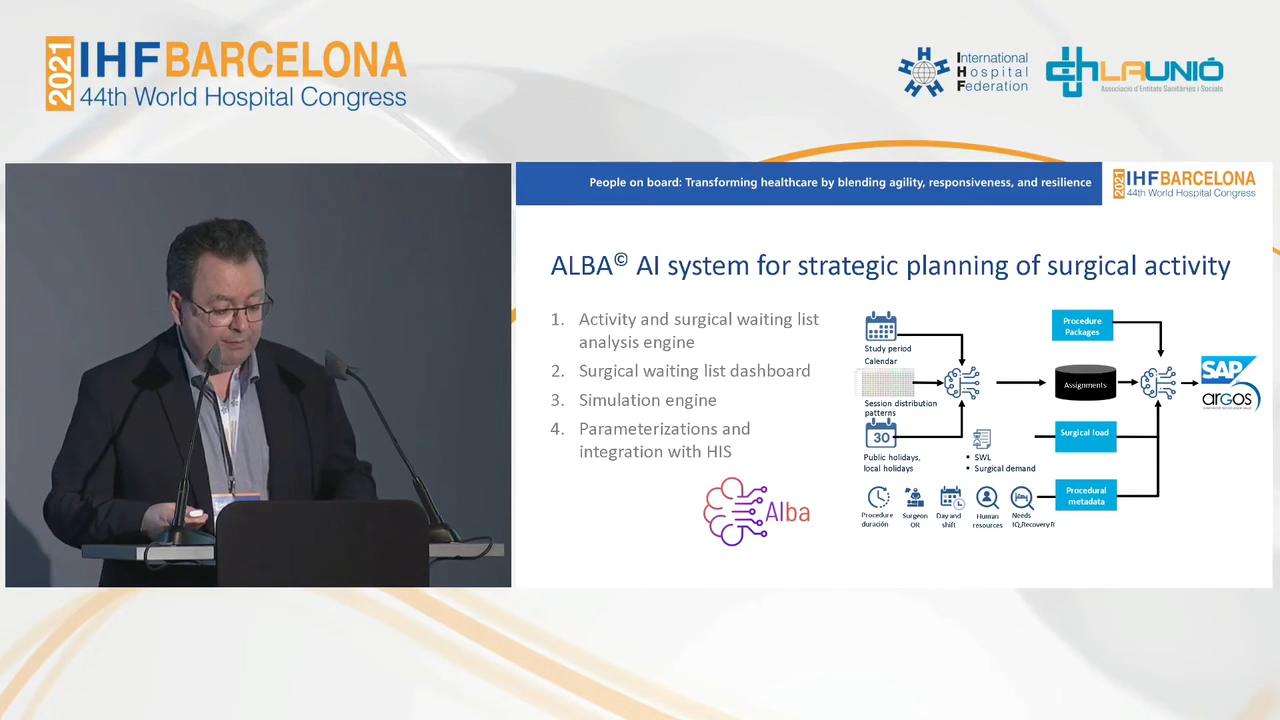 2021 IHF BARCELONA
44th World Hospital Congress
International
Hospital
Federation
LAUNIÓ
Associació d'Entitats Sanitàries i Socials
People on board: Transforming healthcare by blending agility, responsiveness, and resilience
2021 IHF BARCELONA
44th World Hospital Congress
ALBA© AI system for strategic planning of surgical activity
1. Activity and surgical waiting list
analysis engine
2. Surgical waiting list dashboard
3. Simulation engine
4. Parameterizations and
integration with HIS
Alba
Study period
Calendar
Session distribution
patterns
30
Public holidays,
local holidays
▪ SWL
▪ Surgical demand
Procedure
duración
Surgeon
OR
Day and
shift
Human
resources
Needs
IQ,Recovery R
Procedure
Packages
Assignments
Surgical load
Procedural
metadata
SAP
argos